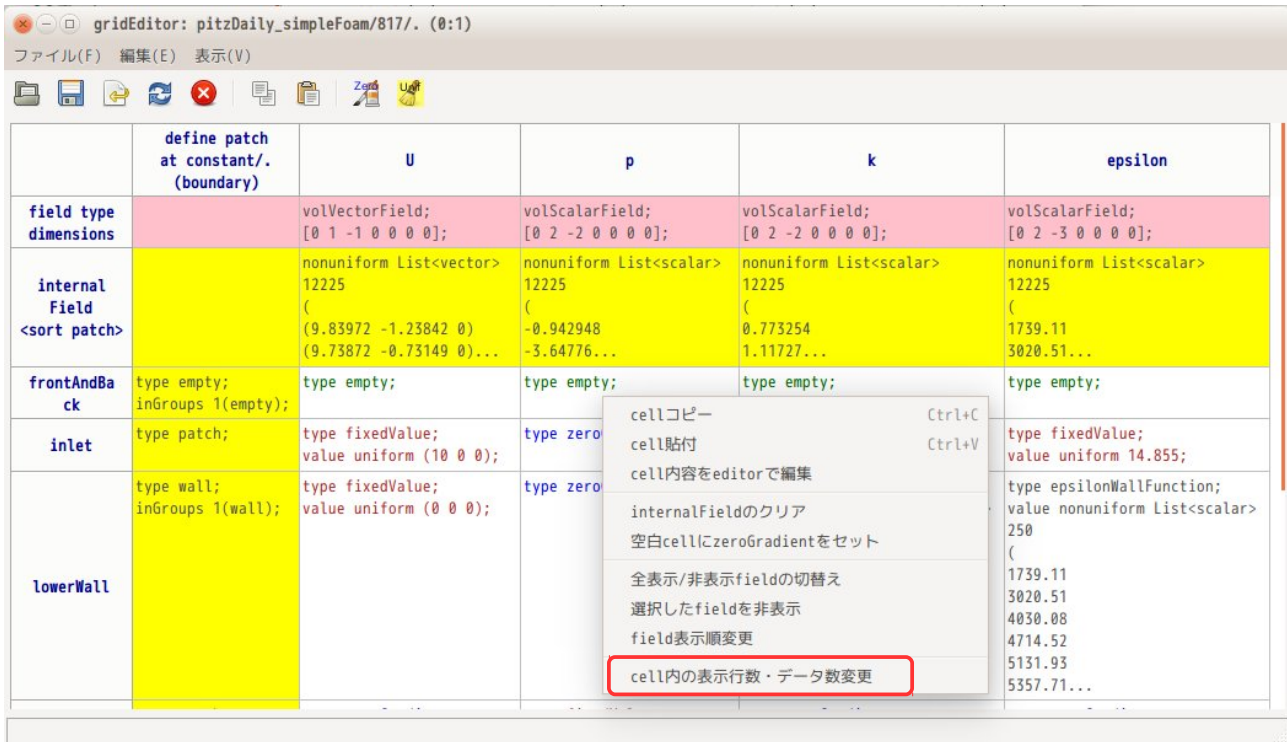 gridEditor: pitzDaily_simpleFoam/817/. (0:1)
ファイル(F) 編集(E) 表示(V)
Zero
Unif
define patch
at constant/.
(boundary)
U
p
k
epsilon
field type
dimensions
volVectorField;
[0 1 -1 0 0 0 0];
volScalarField;
[0 2 -2 0 0 0 0];
volScalarField;
[0 2 -2 0 0 0 0];
volScalarField;
[0 2 -3 0 0 0 0];
internal
Field
<sort patch>
nonuniform List<vector>
12225
(
(9.83972 -1.23842 0)
(9.73872 -0.73149 0)...
nonuniform List<scalar>
12225
(
-0.942948
-3.64776...
nonuniform List<scalar>
12225
(
0.773254
1.11727...
nonuniform List<scalar>
12225
(
1739.11
3020.51...
frontAndBa
ck
type empty;
inGroups 1(empty);
type empty;
type empty;
type empty;
type empty;
inlet
type patch;
type fixedValue;
value uniform (10 0 0);
type zero
type fixedValue;
value uniform 14.855;
lowerWall
type wall;
inGroups 1(wall);
type fixedValue;
value uniform (0 0 0);
type zero
type epsilonWallFunction;
value nonuniform List<scalar>
250
(
1739.11
3020.51
4030.08
4714.52
5131.93
5357.71...
cellコピー Ctrl+C
cell貼付 Ctrl+V
cell内容をeditorで編集
internalFieldのクリア
空白cellにzeroGradientをセット
全表示/非表示fieldの切替え
選択したfieldを非表示
field表示順変更
cell内の表示行数・データ数変更